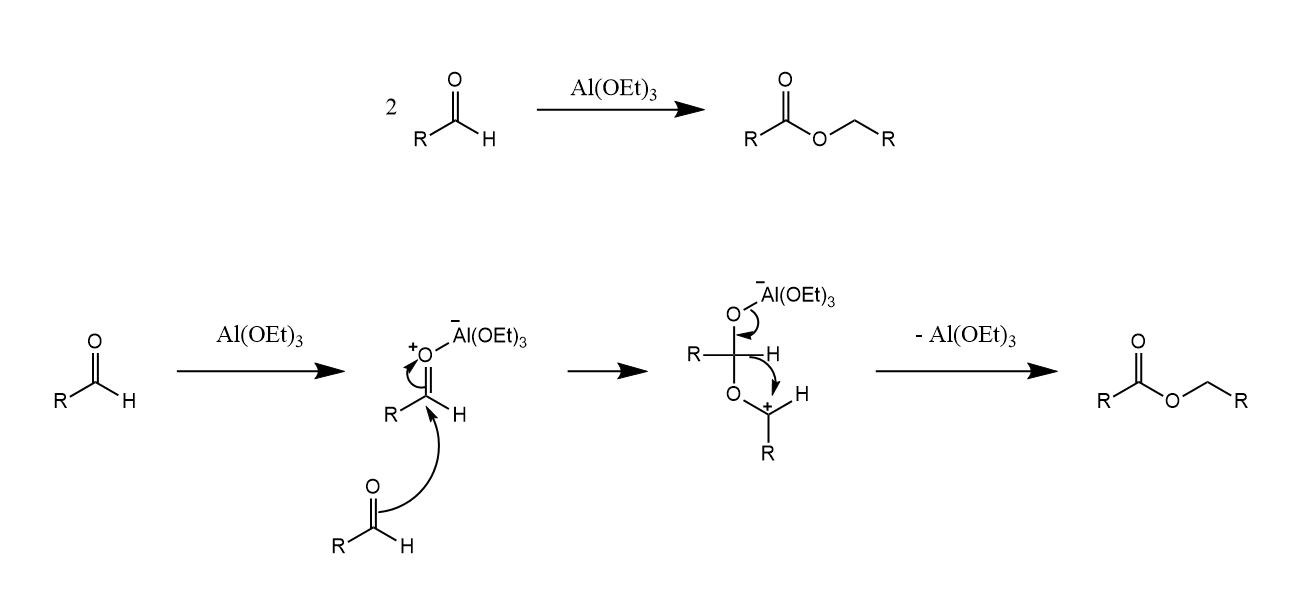 2 R O H Al(OEt)3 R O O R
R O H Al(OEt)3 R O + H − Al(OEt)3 R O H R H O − Al(OEt)3 O + H R - Al(OEt)3 R O O R